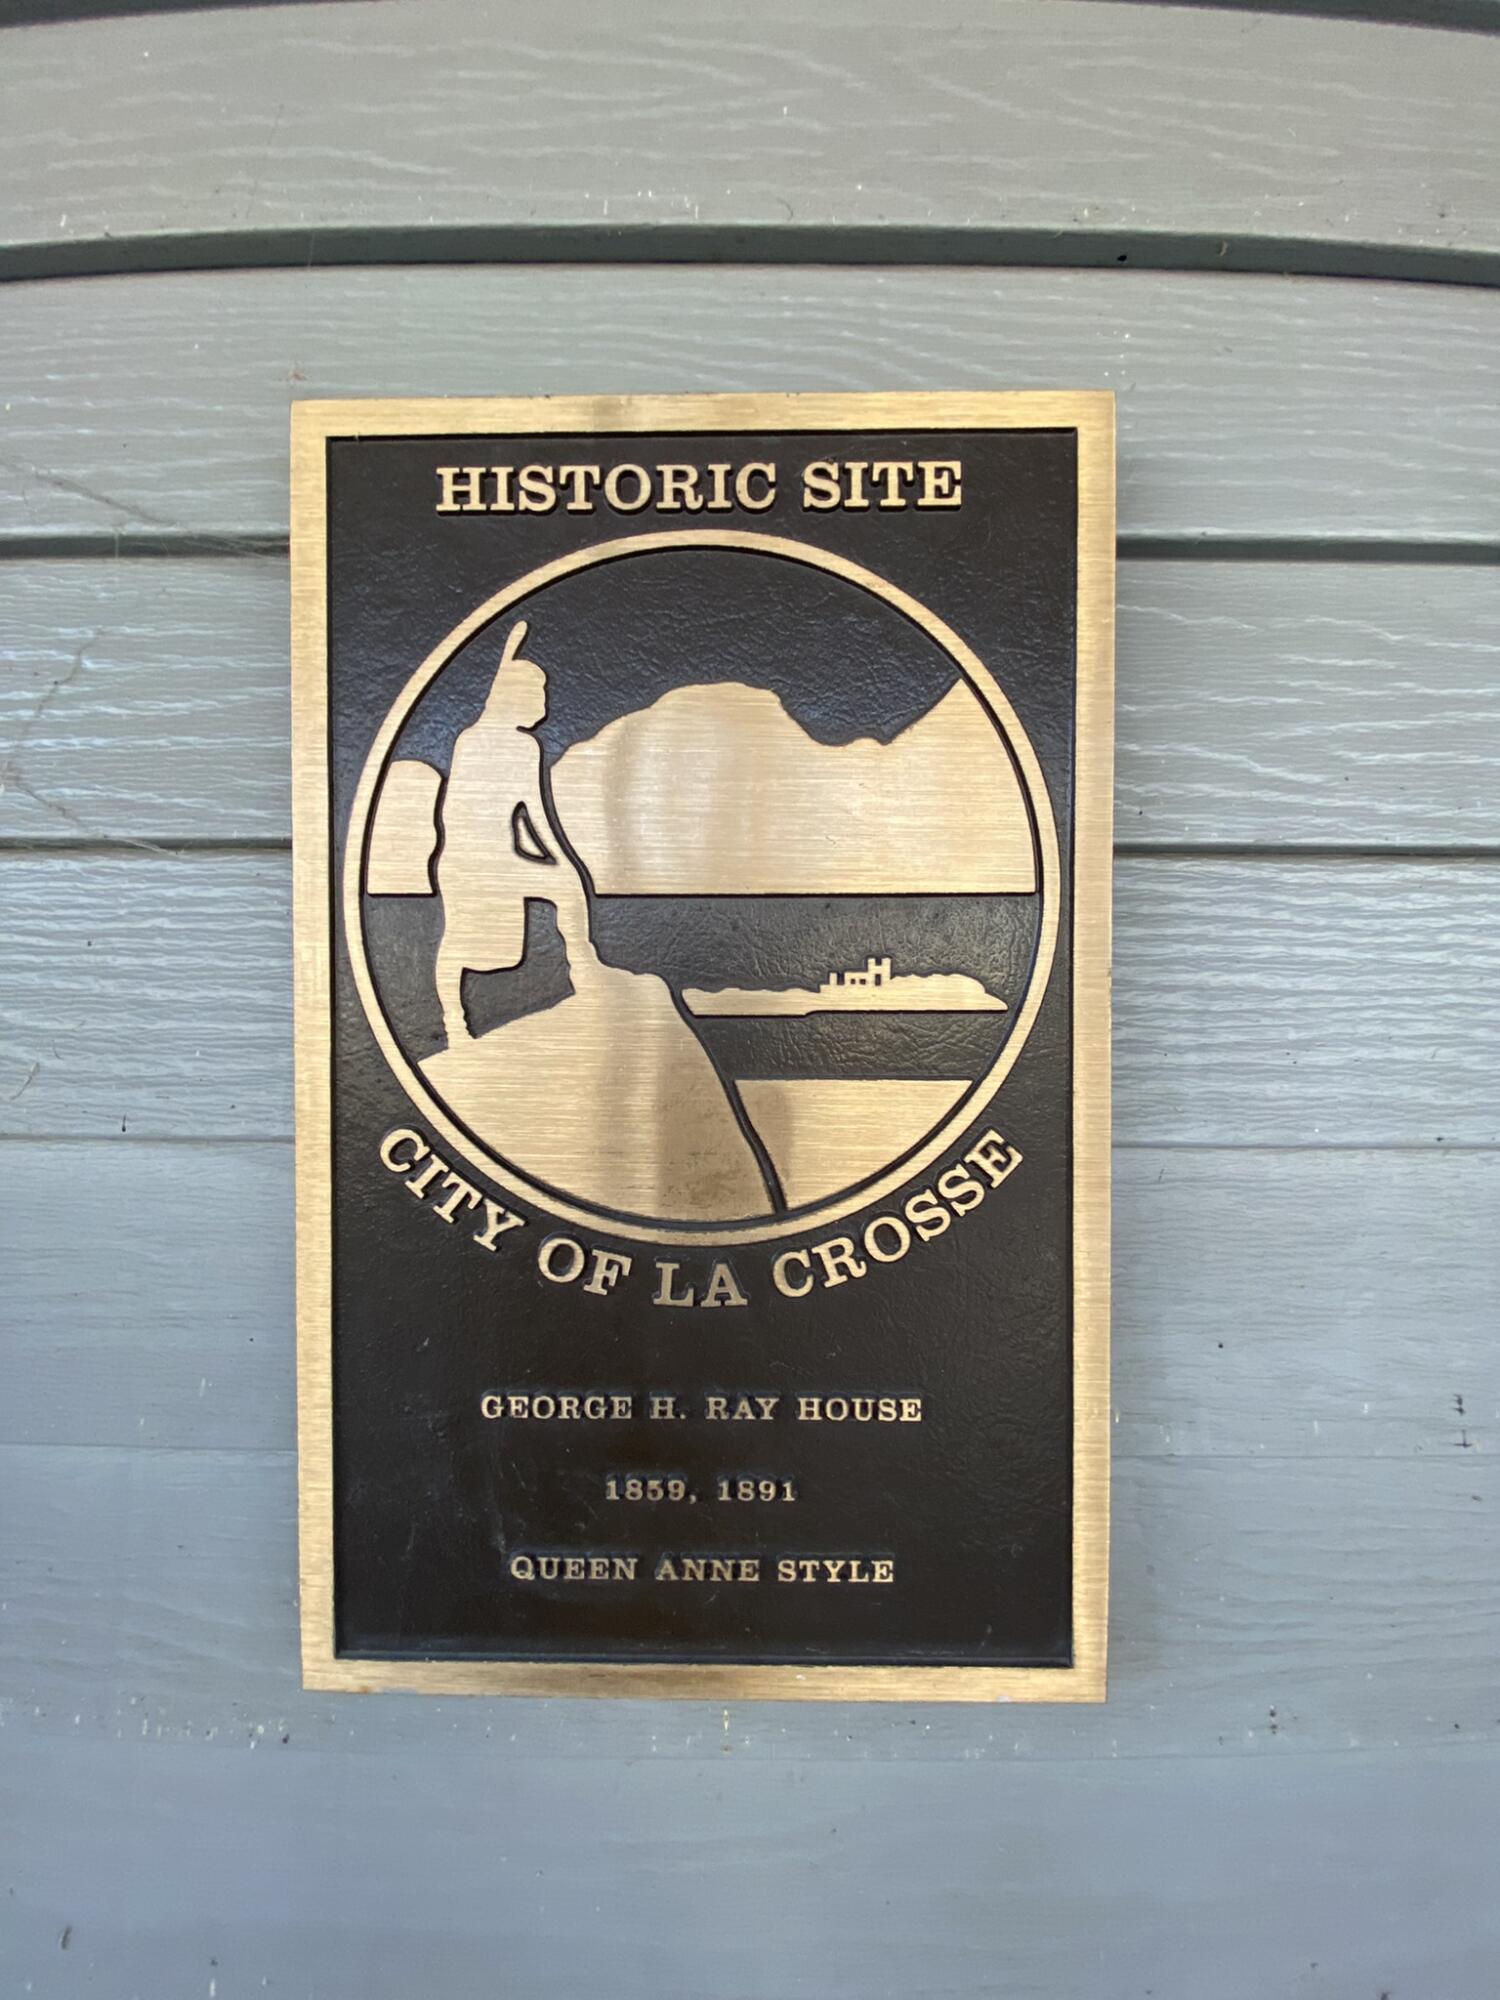 HISTORIC SITE
CITY OF LA CROSSE
GEORGE H. RAY HOUSE
1859, 1891
QUEEN ANNE STYLE